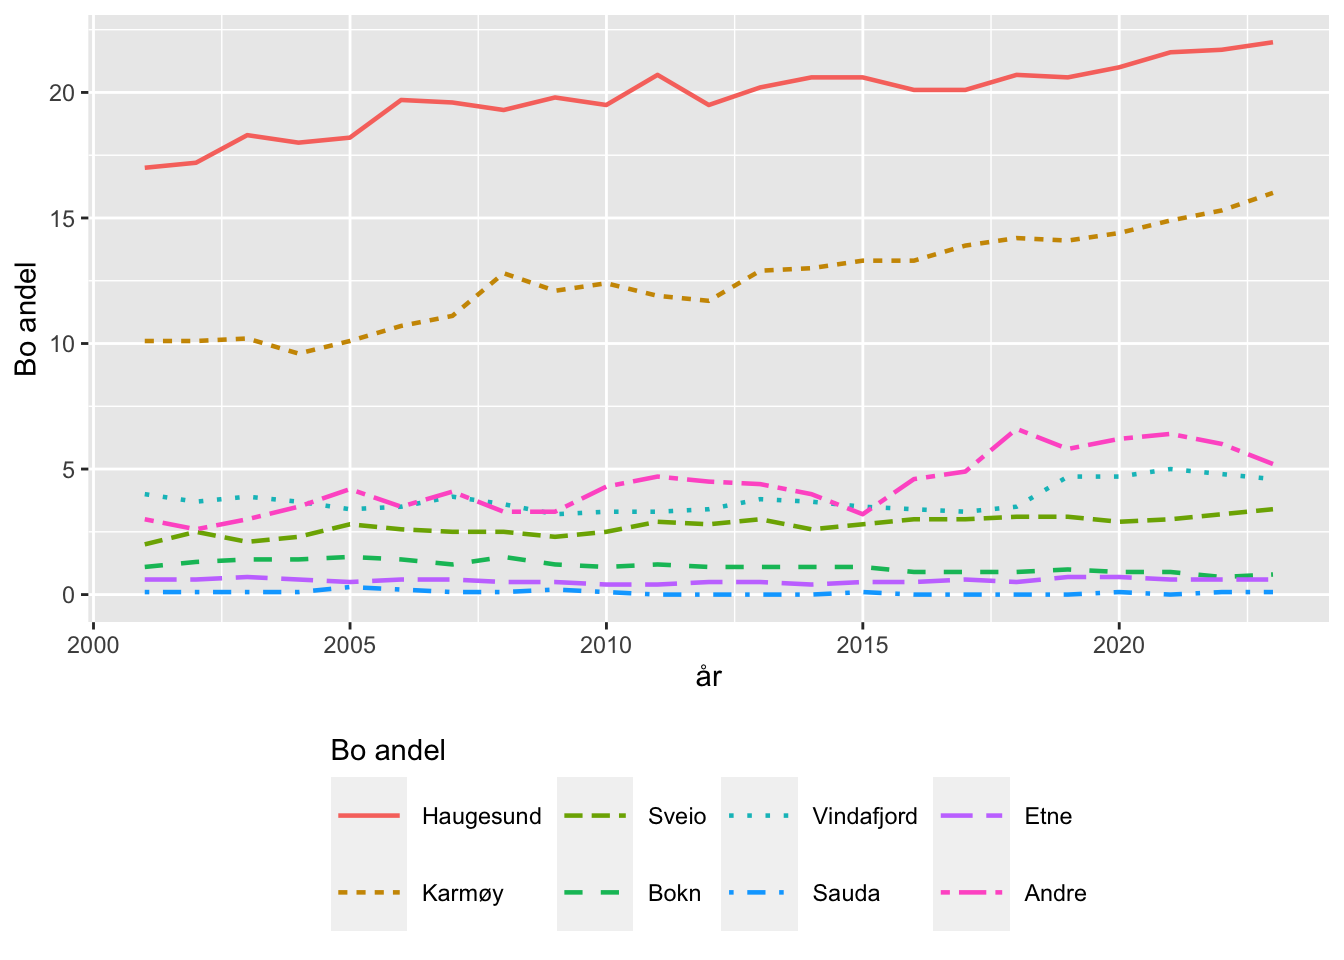 20
15
10
5
0
Bo andel
2000 2005 2010 2015 2020
år
Bo andel
Haugesund Sveio Vindafjord Etne
Karmøy Bokn Sauda Andre